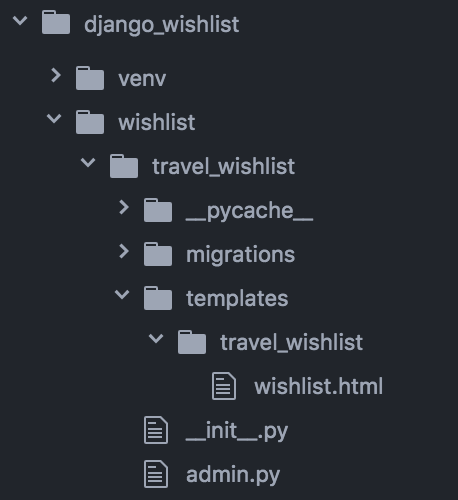 django_wishlist
venv
wishlist
travel_wishlist
__pycache__
migrations
templates
travel_wishlist
wishlist.html
__init__.py
admin.py